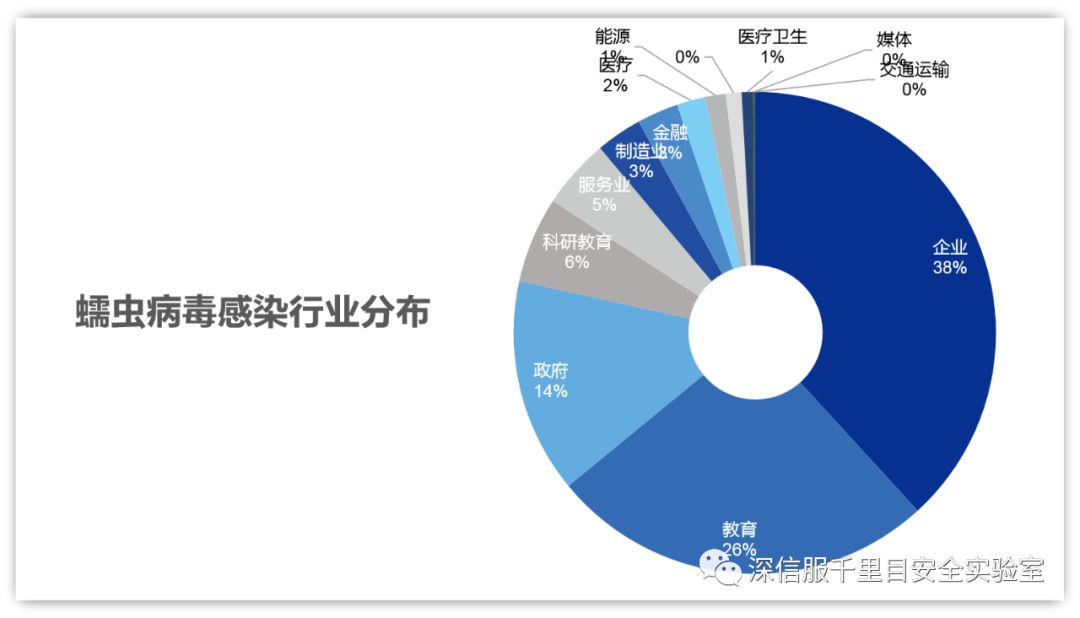 能源
1%
医疗
2%
0%
医疗卫生
1%
媒体
0%
交通运输
0%
金融
3%
制造业
3%
服务业
5%
科研教育
6%
企业
38%
蠕虫病毒感染行业分布
政府
14%
教育
26%
深信服千里目安全实验室